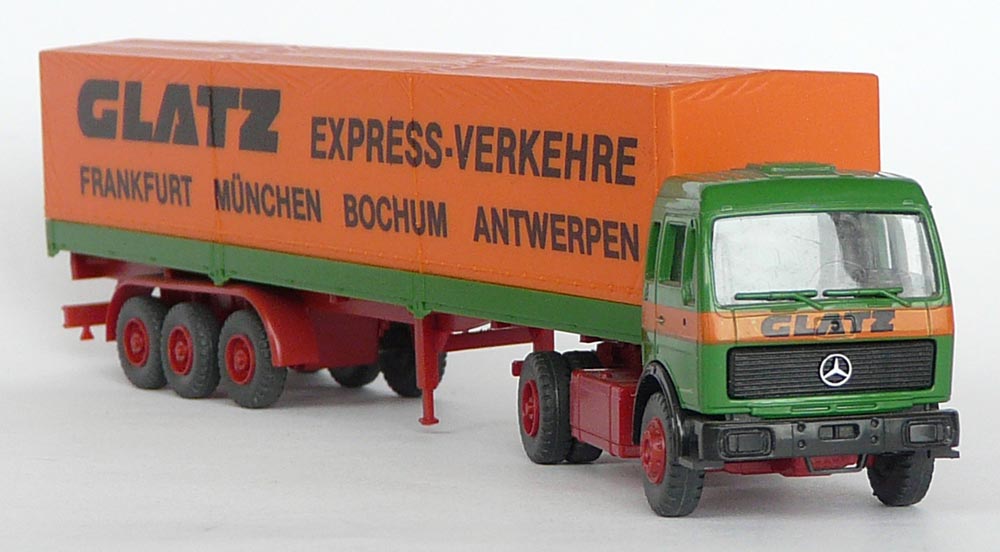 GLATZ EXPRESS-VERKEHRE
FRANKFURT MÜNCHEN BOCHUM ANTWERPEN
GLATZ